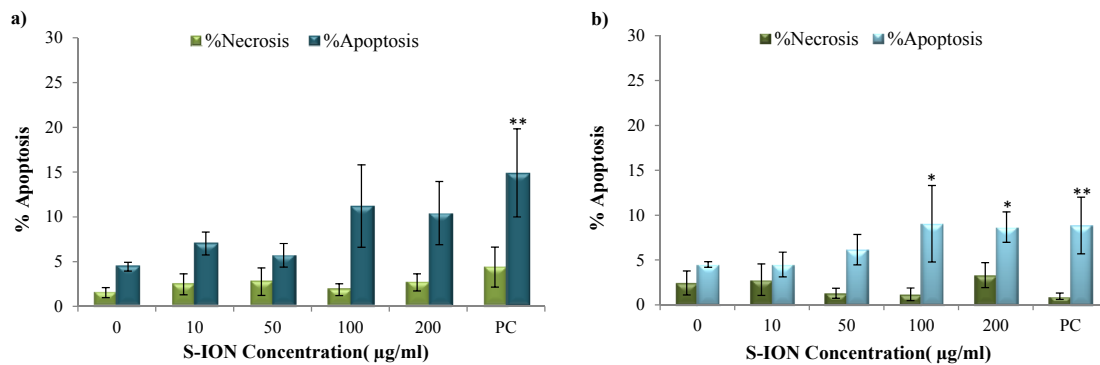 a)
%Necrosis %Apoptosis
30
25
20
15
10
5
0
% Apoptosis
**
0 10 50 100 200 PC
S-ION Concentration( µg/ml)
b)
%Necrosis %Apoptosis
30
25
20
15
10
5
0
% Apoptosis
* * **
0 10 50 100 200 PC
S-ION Concentration( µg/ml)